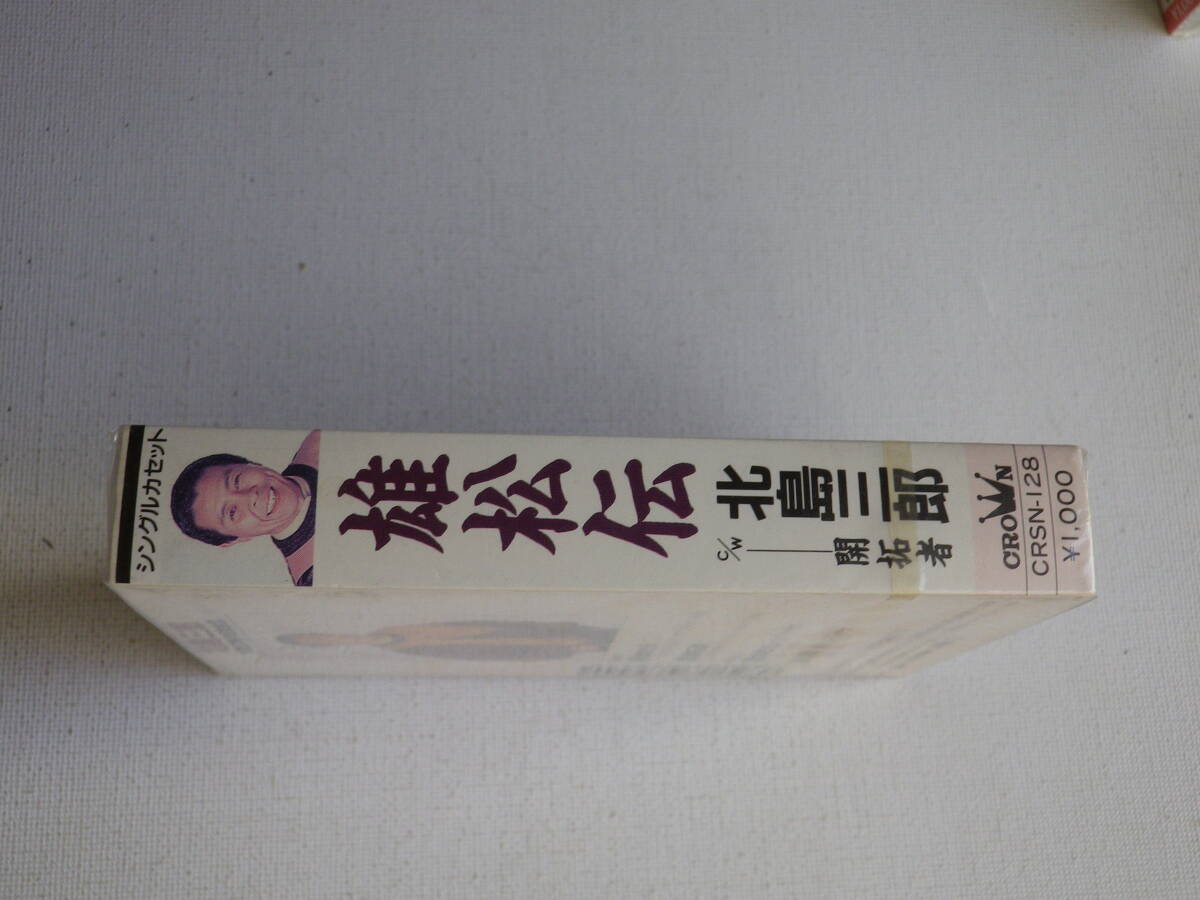 シングルカセット
雄松伝
北島三郎
c/w
開拓者
CROWN
CRSN-128
¥1,000